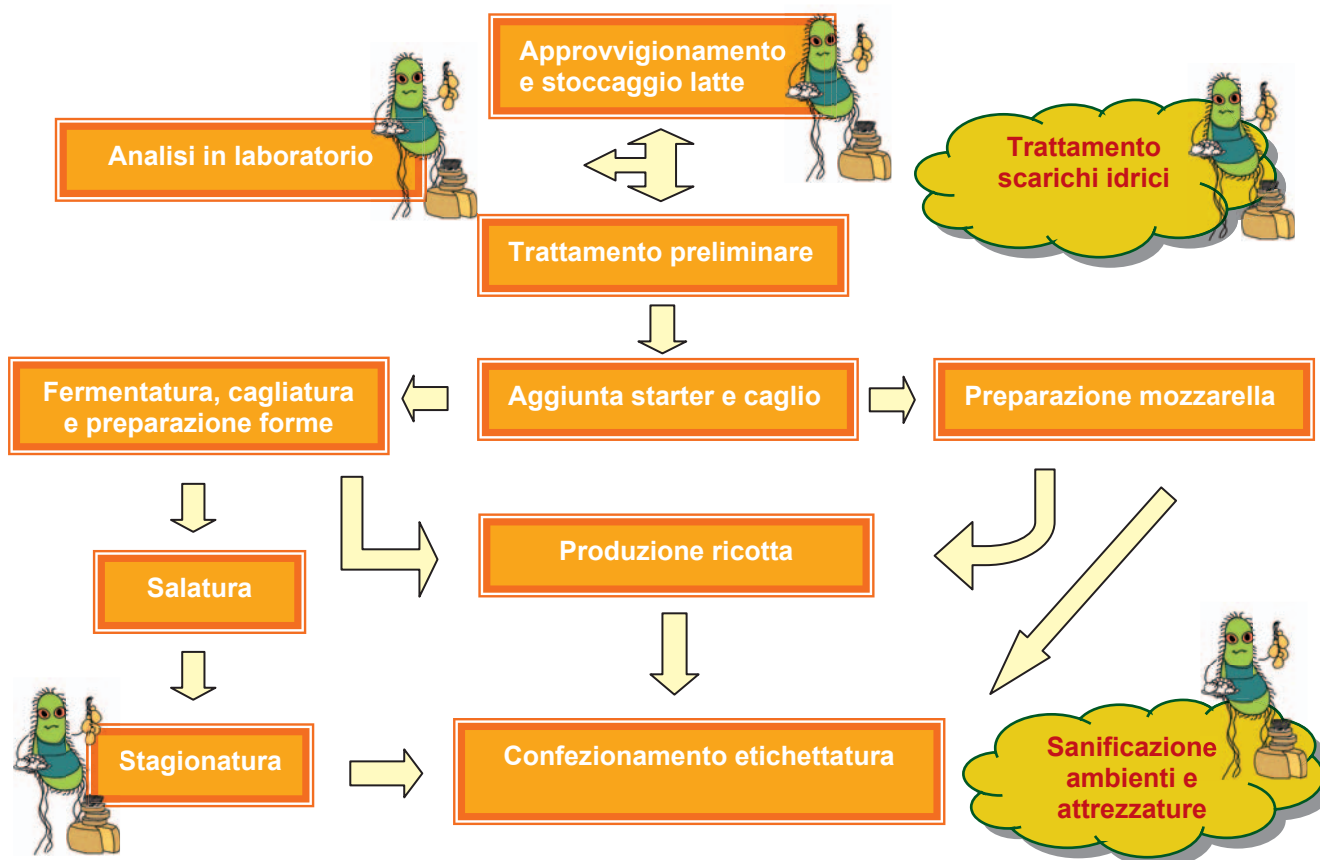 Approvvigionamento
e stoccaggio latte
Analisi in laboratorio
Trattamento
scarichi idrici
Trattamento preliminare
Fermentatura, cagliatura
e preparazione forme
Aggiunta starter e caglio
Preparazione mozzarella
Produzione ricotta
Salatura
Stagionatura
Confezionamento etichettatura
Sanificazione
ambienti e
attrezzature